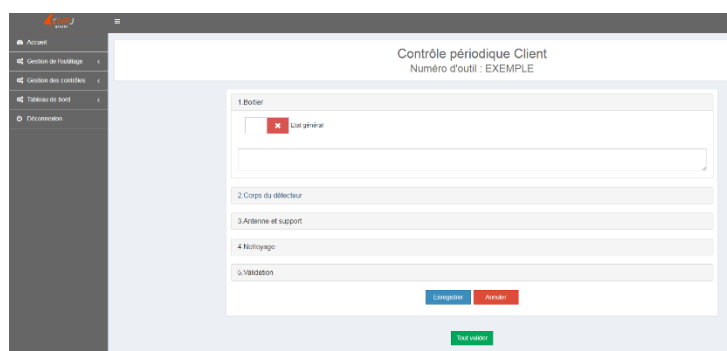 Accueil
Gestion de l'outillage
Gestion des contrôles
Tableau de bord
Déconnexion
Contrôle périodique Client
Numéro d'outil : EXEMPLE
1.Boitier
Etat général
2.Corps du détecteur
3.Antenne et support
4.Nettoyage
5.Validation
Enregistrer Annuler
Tout valider